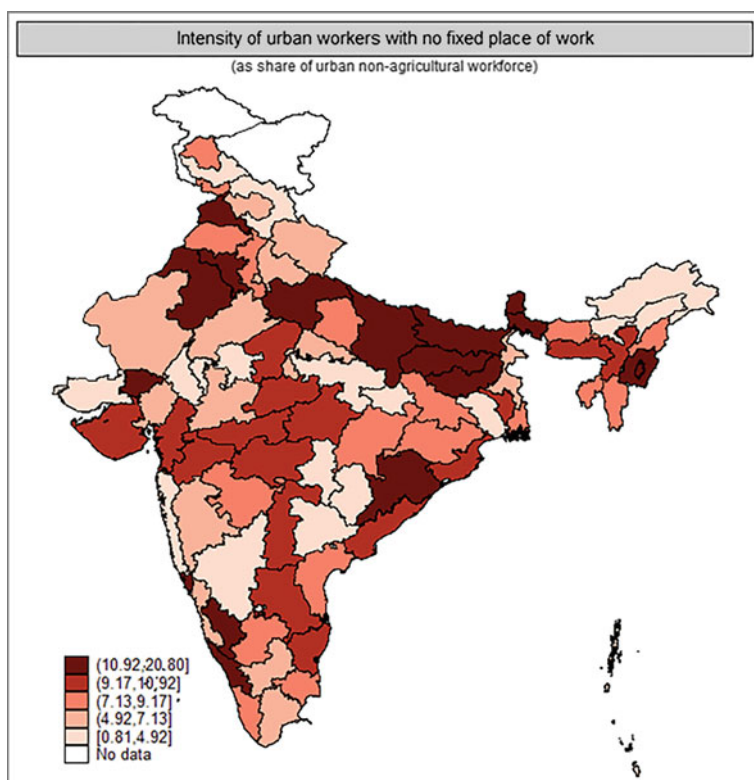 Intensity of urban workers with no fixed place of work
(as share of urban non-agricultural workforce)
(10.92,20.80]
(9.17,10.92]
(7.13,9.17]
(4.92,7.13]
[0.81,4.92]
No data